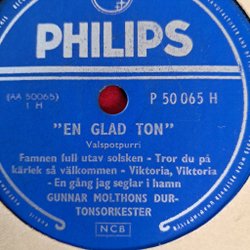 PHILIPS
(AA 50065)
1 H
P 50 065 H
"EN GLAD TON"
Valspotpurri
Famnen full utav solsken - Tror du på
kärlek så välkommen - Viktoria, Viktoria
- En gång jag seglar i hamn
GUNNAR MOLTHONS DUR-
TONSORKESTER
NCB